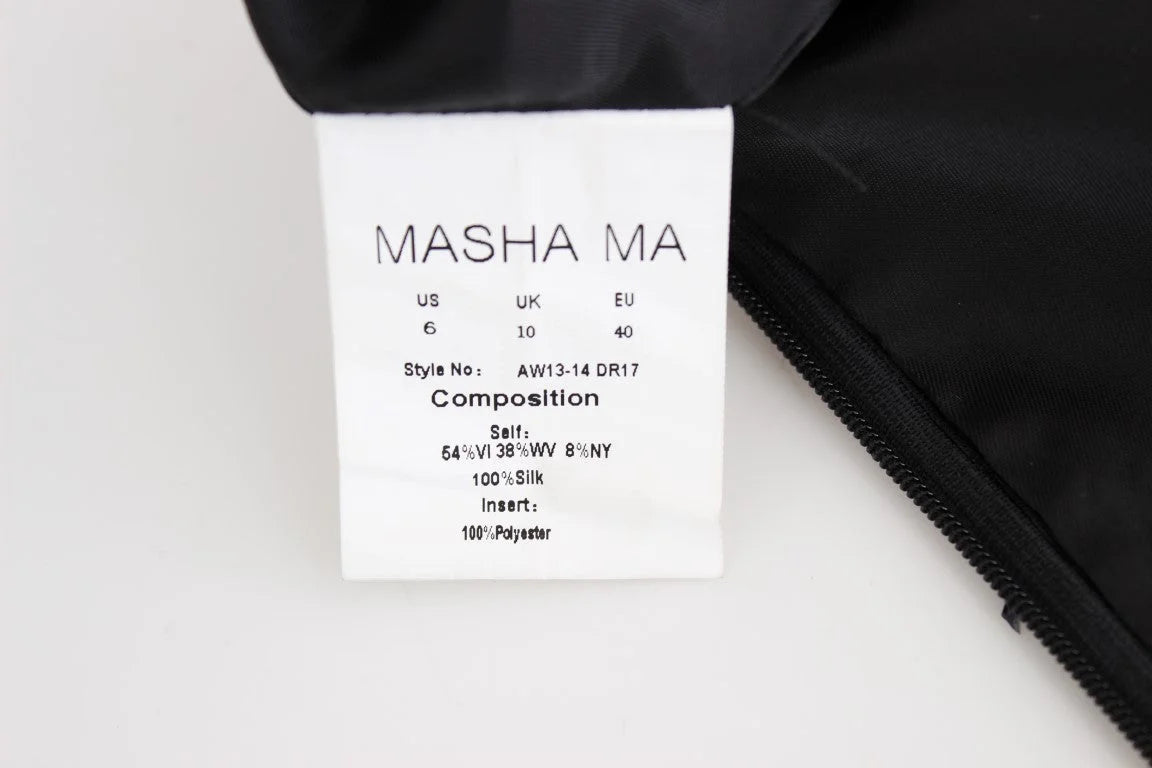 MASHA MA
US UK EU
6 10 40
Style No: AW13-14 DR17
Composition
Self:
54%VI 38%WV 8%NY
100%Silk
Insert:
100%Polyester